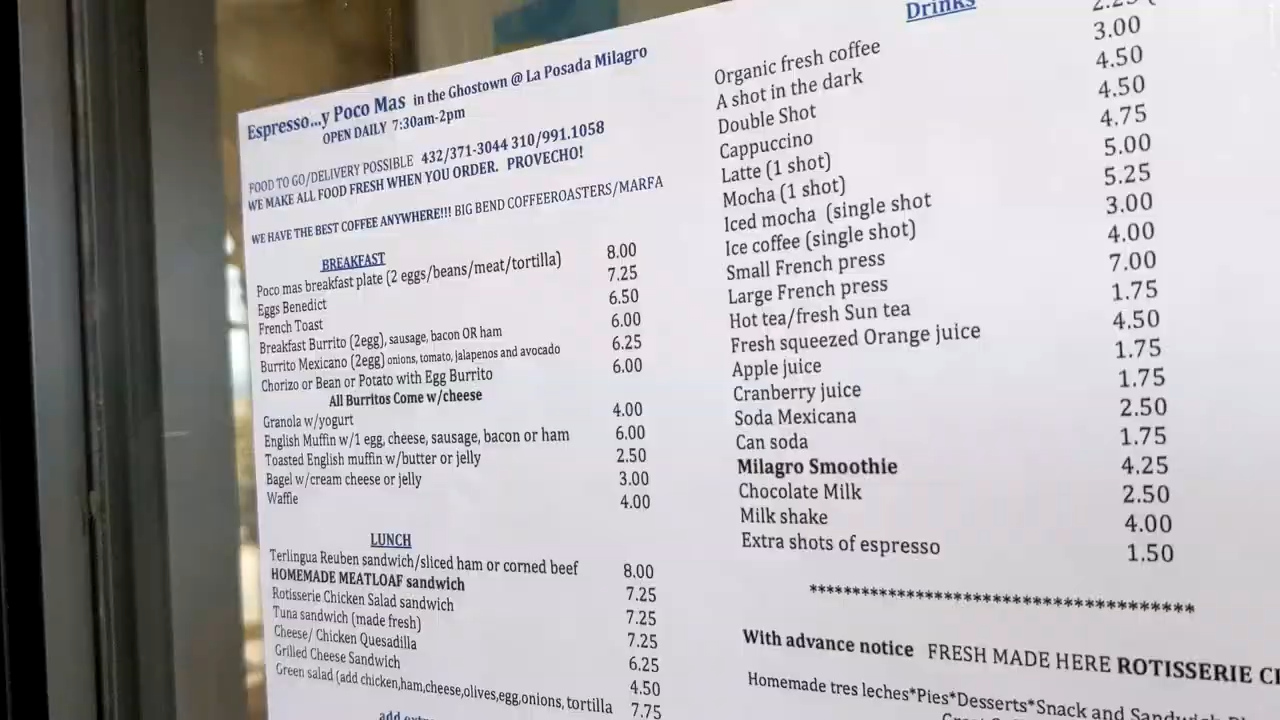 Espresso...y Poco Mas in the Ghostown @ La Posada Milagro
OPEN DAILY 7:30am-2pm
FOOD TO GO/DELIVERY POSSIBLE 432/371-3044 310/991.1058
WE MAKE ALL FOOD FRESH WHEN YOU ORDER. PROVECHO!
WE HAVE THE BEST COFFEE ANYWHERE!!! BIG BEND COFFEEROASTERS/MARFA
BREAKFAST
Poco mas breakfast plate (2 eggs/beans/meat/tortilla) 8.00
Eggs Benedict 7.25
French Toast 6.50
Breakfast Burrito (2egg), sausage, bacon OR ham 6.00
Burrito Mexicano (2egg) onions, tomato, jalapenos and avocado 6.25
Chorizo or Bean or Potato with Egg Burrito 6.00
All Burritos Come w/cheese
Granola w/yogurt 4.00
English Muffin w/1 egg, cheese, sausage, bacon or ham 6.00
Toasted English muffin w/butter or jelly 2.50
Bagel w/cream cheese or jelly 3.00
Waffle 4.00
LUNCH
Terlingua Reuben sandwich/sliced ham or corned beef 8.00
HOMEMADE MEATLOAF sandwich 7.25
Rotisserie Chicken Salad sandwich 7.25
Tuna sandwich (made fresh) 7.25
Cheese/ Chicken Quesadilla 6.25
Grilled Cheese Sandwich 4.50
Green salad (add chicken,ham,cheese,olives,egg,onions, tortilla 7.75
add
Drinks
Organic fresh coffee 2.25 (
A shot in the dark 3.00
Double Shot 4.50
Cappuccino 4.50
Latte (1 shot) 4.75
Mocha (1 shot) 5.00
Iced mocha (single shot 5.25
Ice coffee (single shot) 3.00
Small French press 4.00
Large French press 7.00
Hot tea/fresh Sun tea 1.75
Fresh squeezed Orange juice 4.50
Apple juice 1.75
Cranberry juice 1.75
Soda Mexicana 2.50
Can soda 1.75
Milagro Smoothie 4.25
Chocolate Milk 2.50
Milk shake 4.00
Extra shots of espresso 1.50
**************************************
With advance notice FRESH MADE HERE ROTISSERIE
Homemade tres leches*Pies*Desserts*Snack and